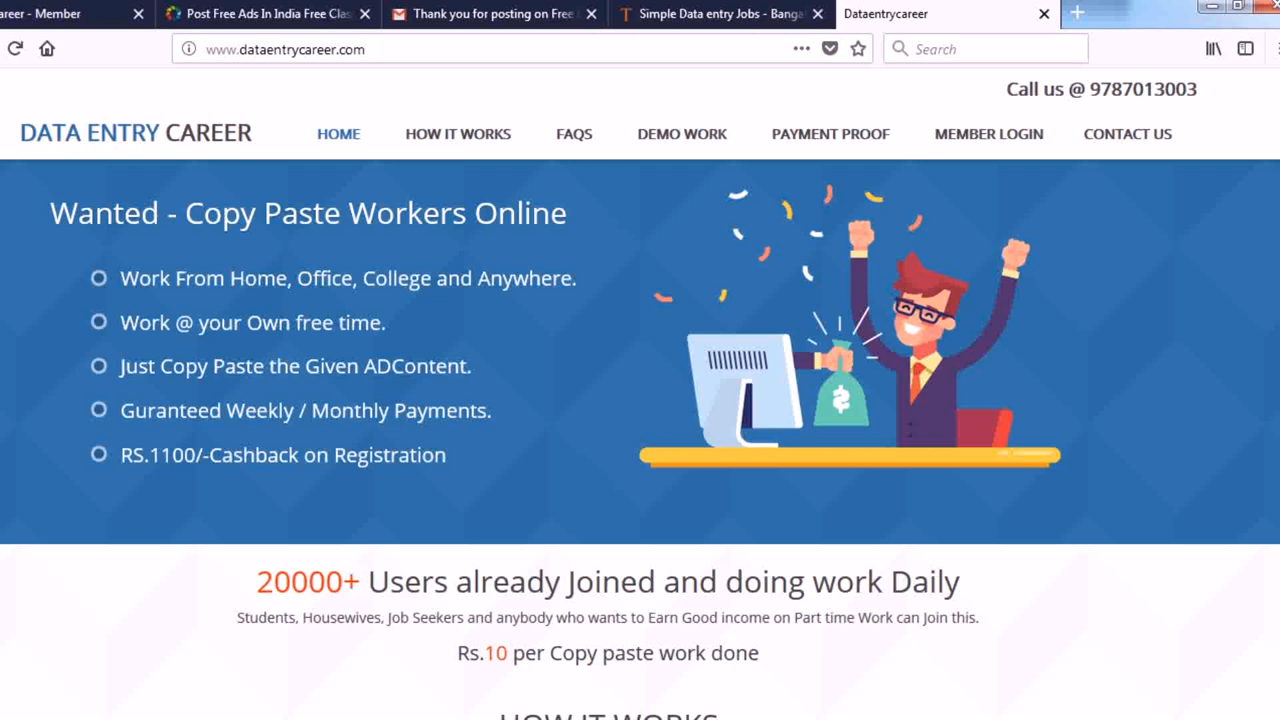 areer - Member
Post Free Ads In India Free Clas
Thank you for posting on Free
Simple Data entry Jobs - Banga
Dataentrycareer
www.dataentrycareer.com
Search
Call us @ 9787013003
DATA ENTRY CAREER
HOME
HOW IT WORKS
FAQS
DEMO WORK
PAYMENT PROOF
MEMBER LOGIN
CONTACT US
Wanted - Copy Paste Workers Online
Work From Home, Office, College and Anywhere.
Work @ your Own free time.
Just Copy Paste the Given ADContent.
Guranteed Weekly / Monthly Payments.
RS.1100/-Cashback on Registration
20000+ Users already Joined and doing work Daily
Students, Housewives, Job Seekers and anybody who wants to Earn Good income on Part time Work can Join this.
Rs.10 per Copy paste work done
HOW IT WORKS